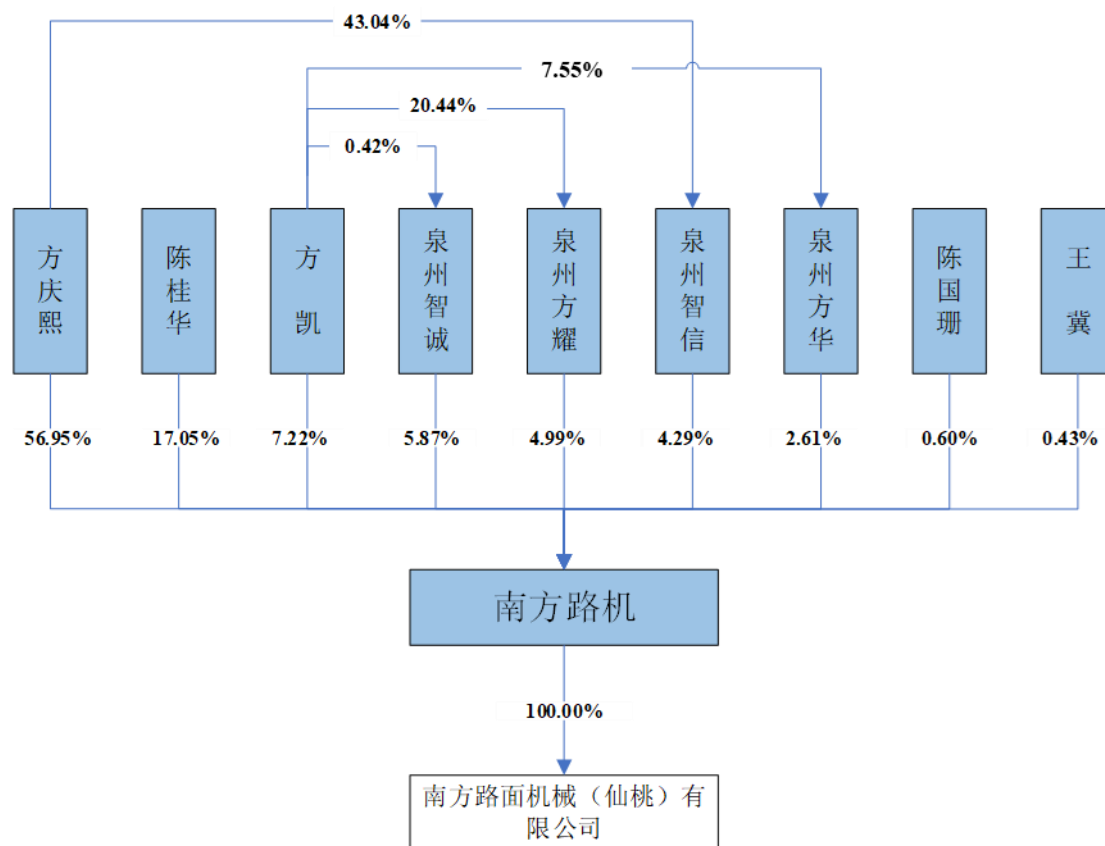 43.04%
7.55%
20.44%
0.42%
方庆熙
陈桂华
方凯
泉州智诚
泉州方耀
泉州智信
泉州方华
陈国珊
王冀
56.95%
17.05%
7.22%
5.87%
4.99%
4.29%
2.61%
0.60%
0.43%
南方路机
100.00%
南方路面机械（仙桃）有
限公司